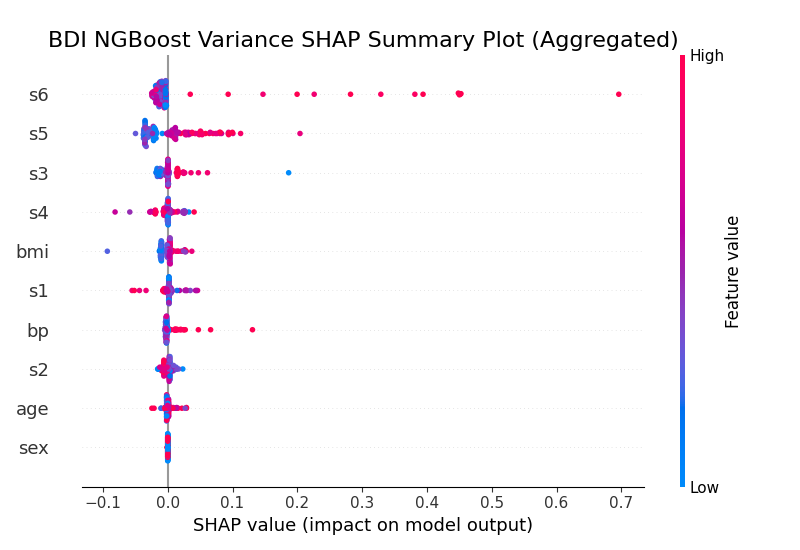 BDI NGBoost Variance SHAP Summary Plot (Aggregated)
High
s6
s5
s3
s4
bmi
s1
bp
s2
age
sex
Feature value
Low
−0.1 0.0 0.1 0.2 0.3 0.4 0.5 0.6 0.7
SHAP value (impact on model output)